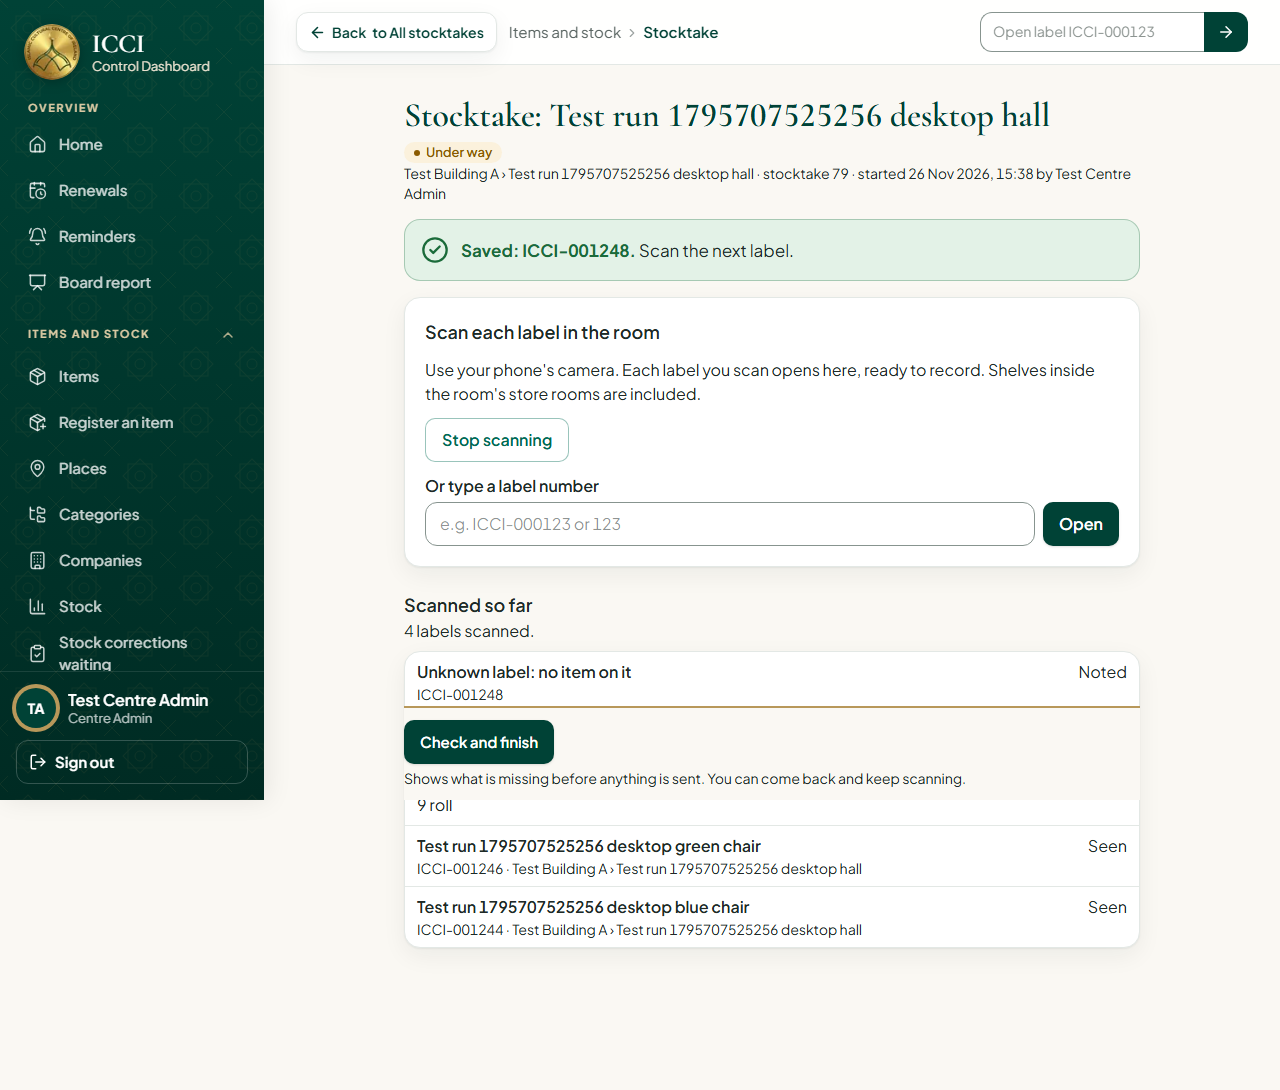 ICCI
Control Dashboard
OVERVIEW
Home
Renewals
Reminders
Board report
ITEMS AND STOCK
Items
Register an item
Places
Categories
Companies
Stock
Stock corrections
waiting
TA
Test Centre Admin
Centre Admin
Sign out
Back to All stocktakes
Items and stock › Stocktake
Open label ICCI-000123
Stocktake: Test run 1795707525256 desktop hall
Under way
Test Building A › Test run 1795707525256 desktop hall · stocktake 79 · started 26 Nov 2026, 15:38 by Test Centre
Admin
Saved: ICCI-001248. Scan the next label.
Scan each label in the room
Use your phone's camera. Each label you scan opens here, ready to record. Shelves inside
the room's store rooms are included.
Stop scanning
Or type a label number
e.g. ICCI-000123 or 123
Open
Scanned so far
4 labels scanned.
Unknown label: no item on it
Noted
ICCI-001248
Check and finish
Shows what is missing before anything is sent. You can come back and keep scanning.
9 roll
Test run 1795707525256 desktop green chair
Seen
ICCI-001246 · Test Building A › Test run 1795707525256 desktop hall
Test run 1795707525256 desktop blue chair
Seen
ICCI-001244 · Test Building A › Test run 1795707525256 desktop hall